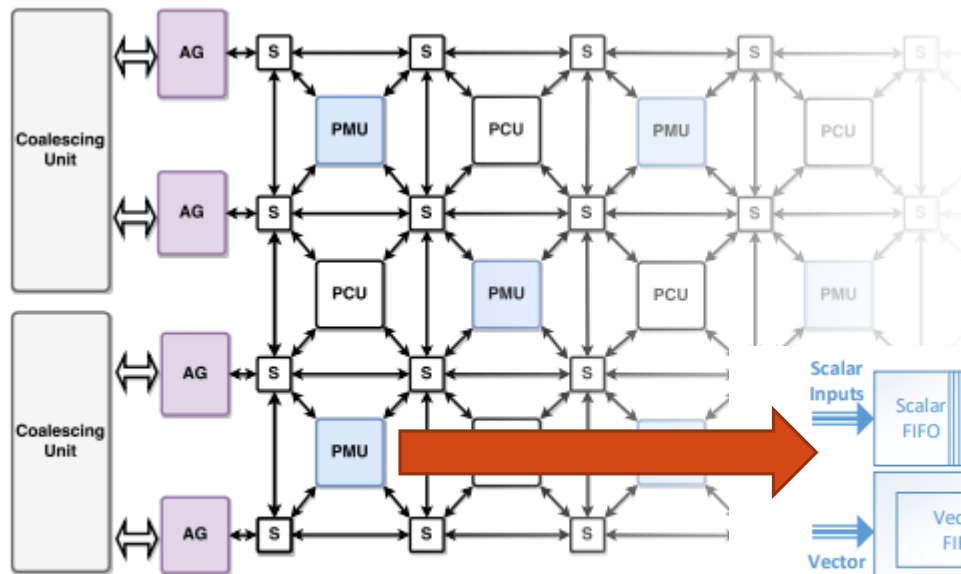 AG S S S S S
PMU PCU PMU PCU
Coalescing
Unit
AG S S S S S
PCU PMU PCU PMU
AG S S S
Scalar
Inputs
Scalar
FIFO
Coalescing
Unit
PMU
AG S S S
Vector